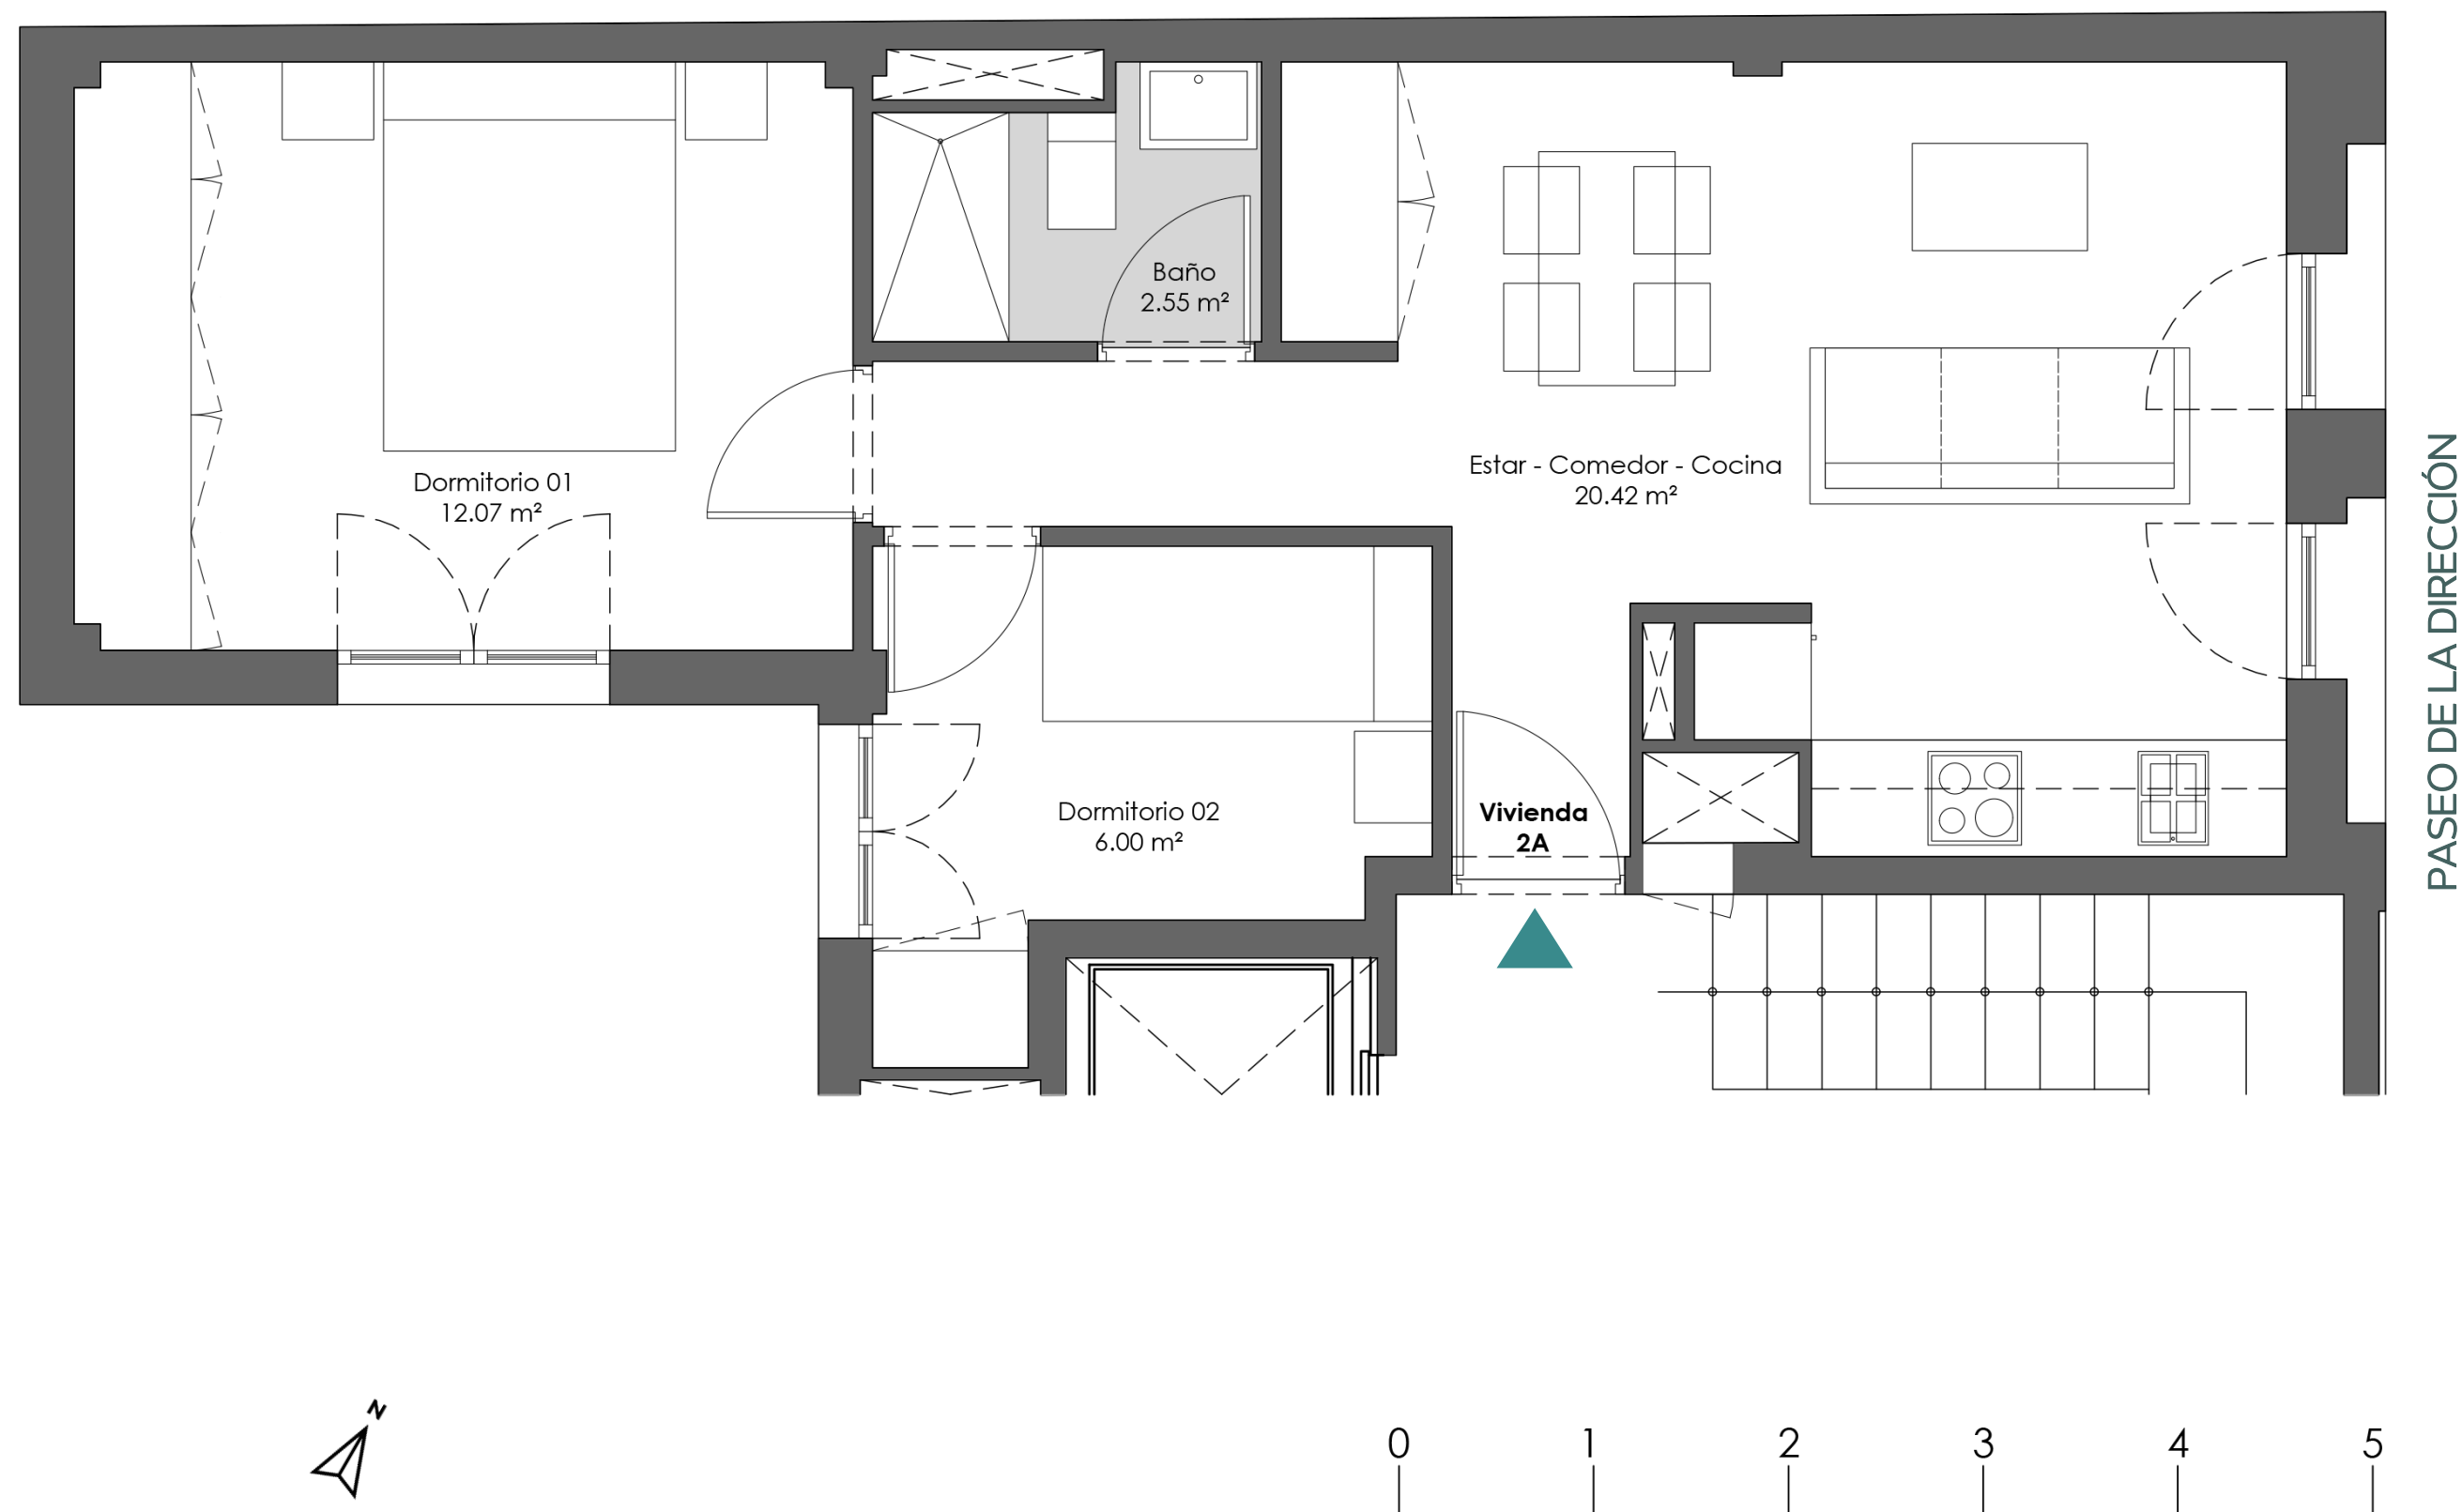 Baño
2.55 m²
Dormitorio 01
12.07 m²
Estar - Comedor - Cocina
20.42 m²
Dormitorio 02
6.00 m²
Vivienda
2A
PASEO DE LA DIRECCIÓN
N
0 1 2 3 4 5